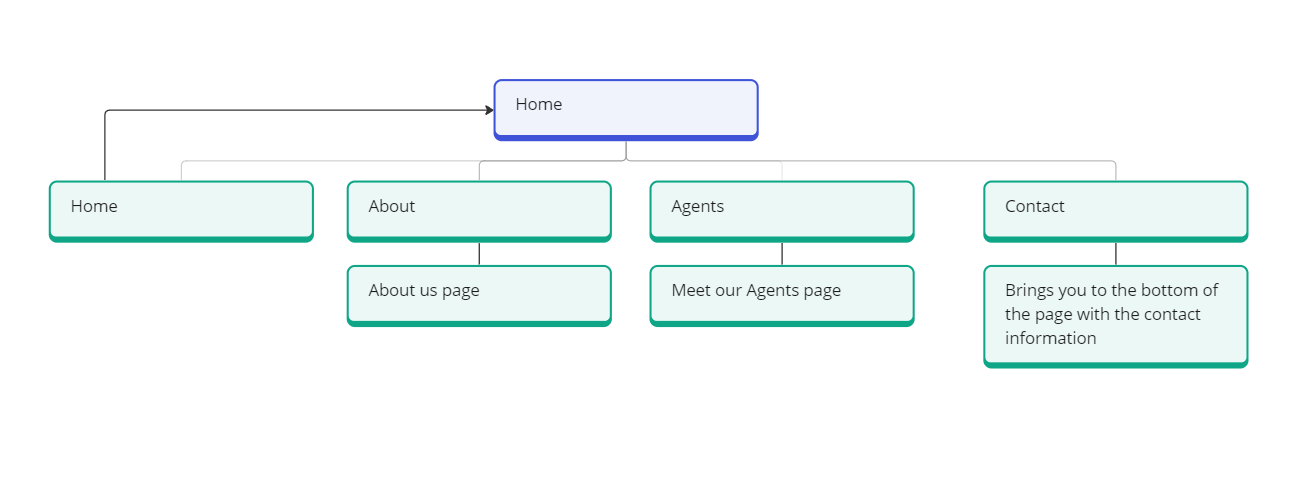 Home
Home
About
Agents
Contact
About us page
Meet our Agents page
Brings you to the bottom of
the page with the contact
information